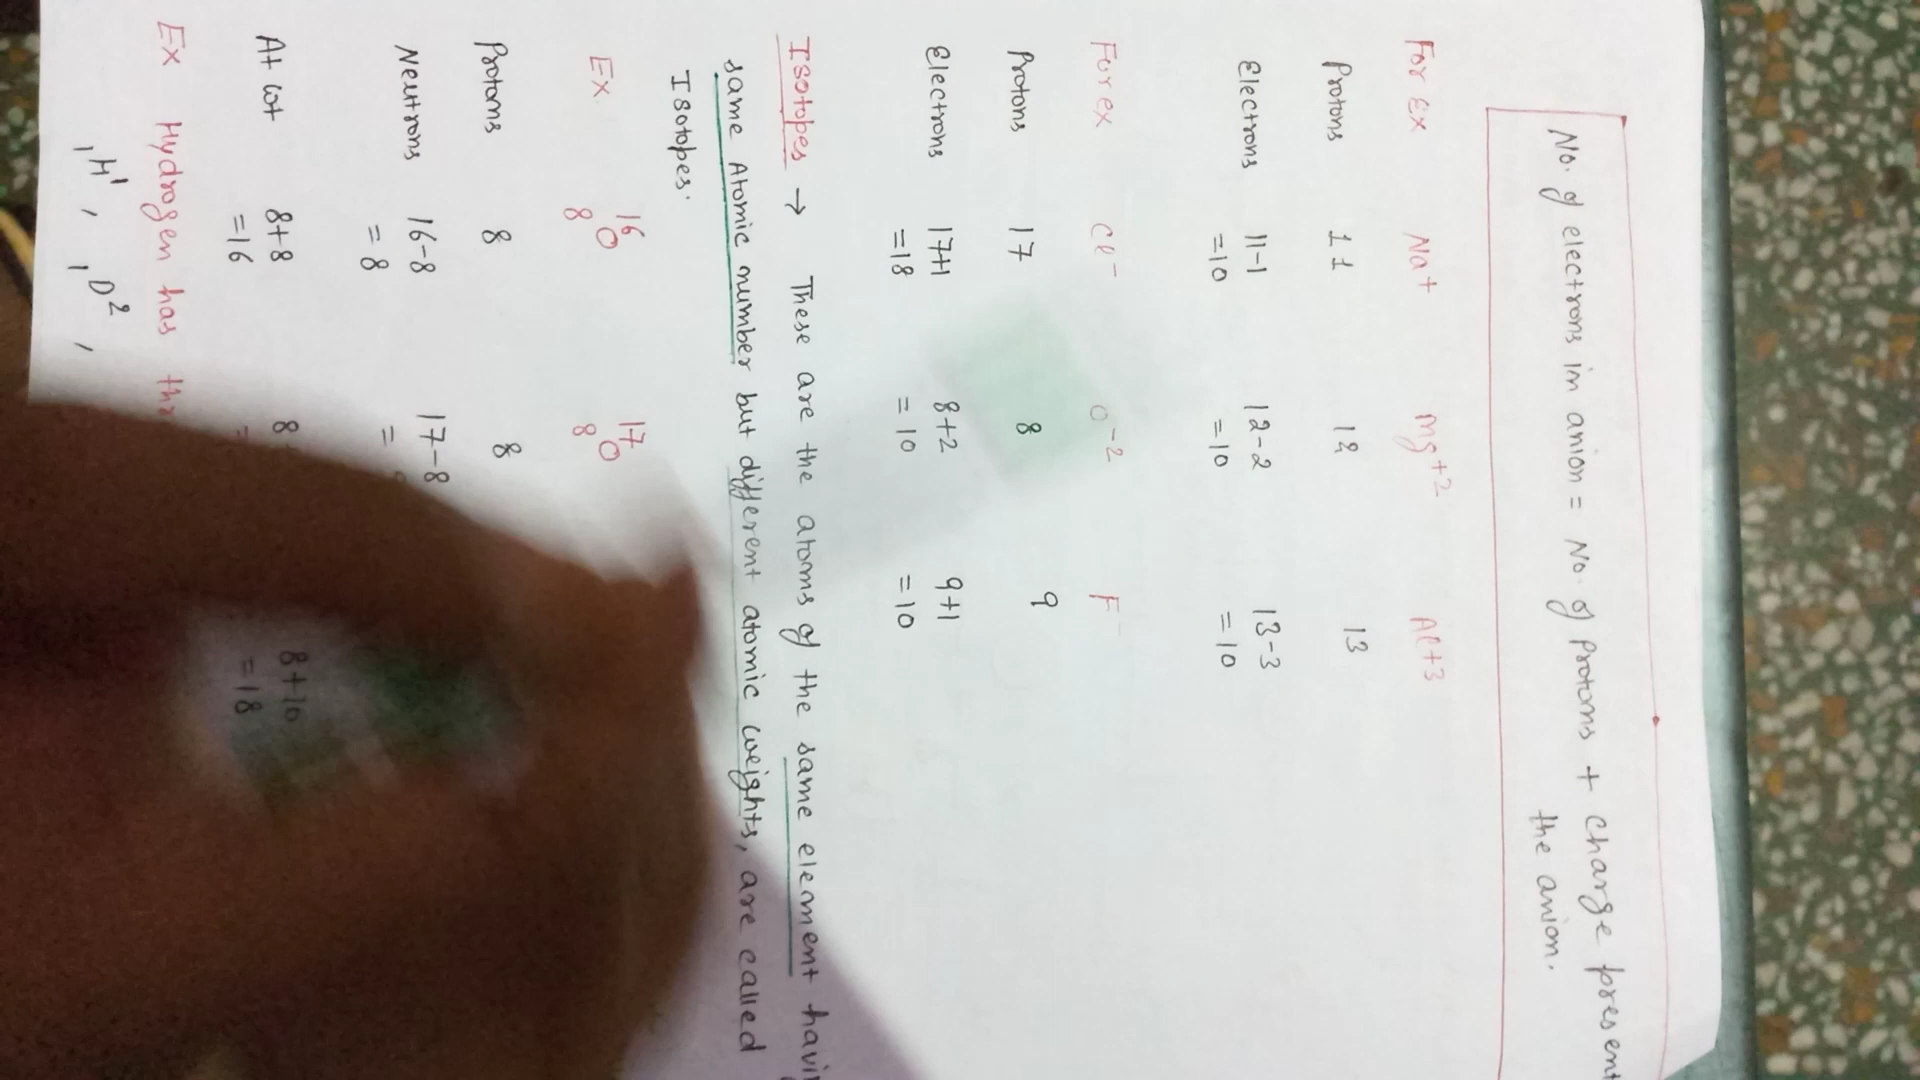 No. of electrons in anion = No. of Protons + Charge present
the anion.
For Ex Na+ Mg+2 Al+3
Protons 11 12 13
Electrons 11-1 12-2 13-3
=10 =10 =10
For ex Cl- O-2 F-
Protons 17 8 9
Electrons 17+1 8+2 9+1
=18 =10 =10
Isotopes → These are the atoms of the same element
same Atomic number but different atomic weights, are called
Isotopes.
Ex. 16 8 O 17 8 O
Protons 8 8
Neutrons 16-8 17-8
=8 =
At wt 8+8 8 8+10
=16 = =18
Ex Hydrogen has
1H1, 1D2,